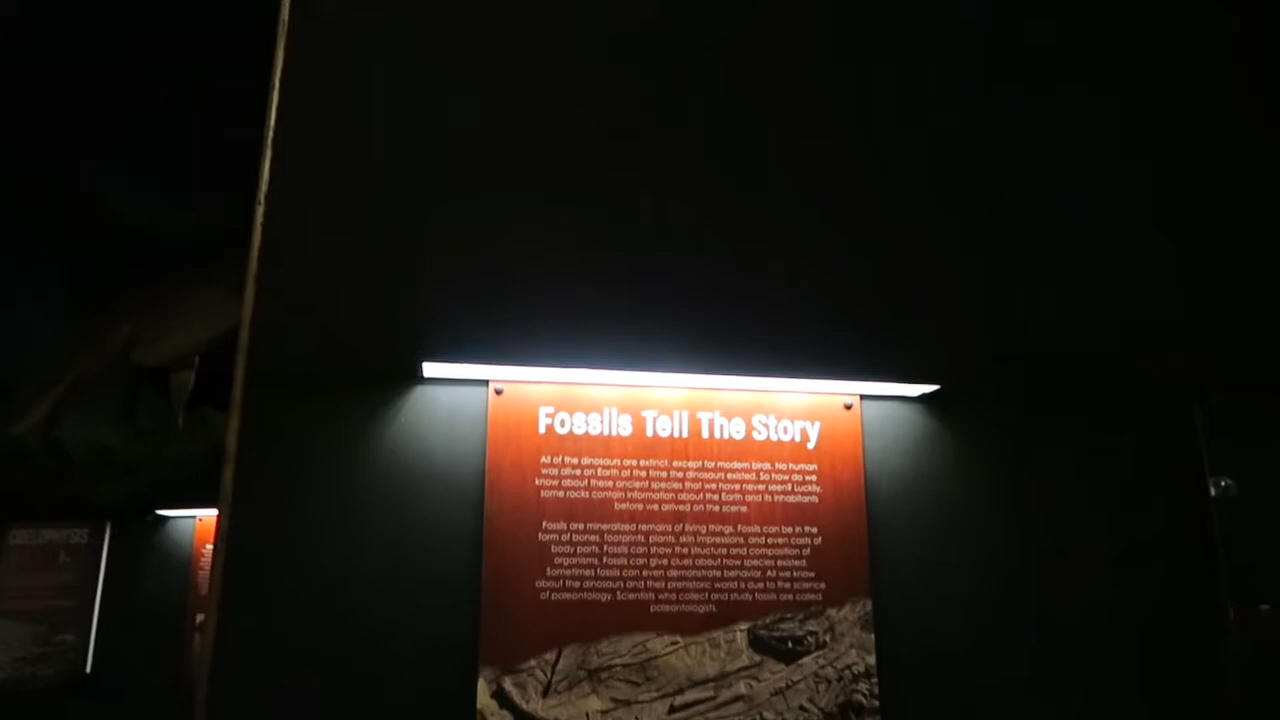 Fossils Tell The Story
All of the dinosaurs are extinct, except for modern birds. No human
was alive on Earth at the time the dinosaurs existed. So how do we
know about these ancient species that we have never seen? Luckily,
some rocks contain information about the Earth and its inhabitants
before we arrived on the scene.
Fossils are mineralized remains of living things. Fossils can be in the
form of bones, footprints, plants, skin impressions, and even casts of
body parts. Fossils can show the structure and composition of
organisms. Fossils can give clues about how species existed.
Sometimes fossils can even demonstrate behavior. All we know
about the dinosaurs and their prehistoric world is due to the science
of paleontology. Scientists who collect and study fossils are called
paleontologists.
COELOPHYSIS